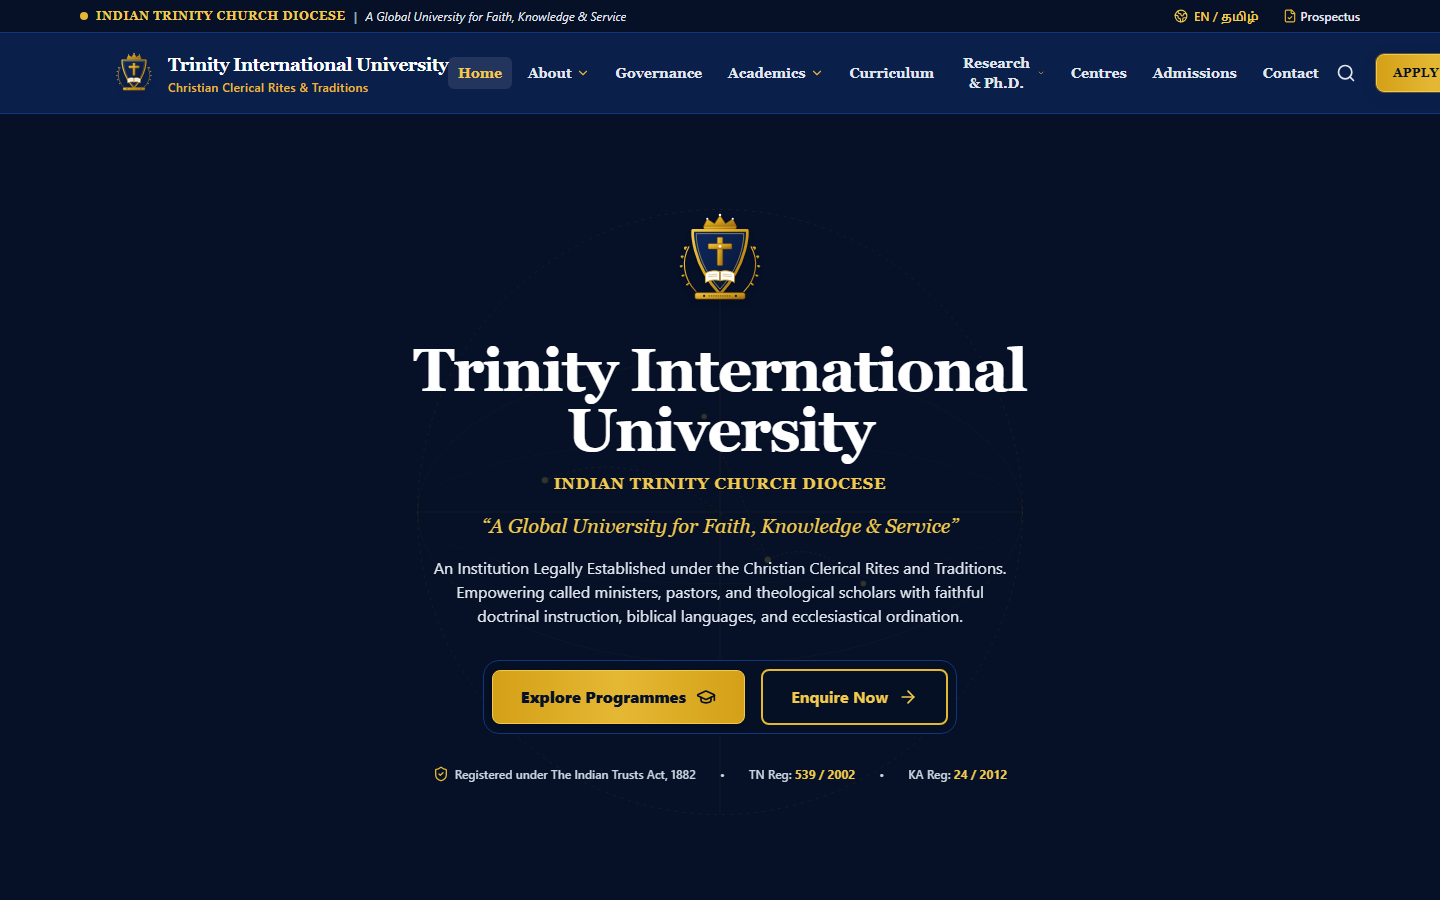 INDIAN TRINITY CHURCH DIOCESE | A Global University for Faith, Knowledge & Service
EN / தமிழ் Prospectus
Trinity International University
Christian Clerical Rites & Traditions
Home About Governance Academics Curriculum Research & Ph.D. Centres Admissions Contact APPLY
Trinity International
University
INDIAN TRINITY CHURCH DIOCESE
“A Global University for Faith, Knowledge & Service”
An Institution Legally Established under the Christian Clerical Rites and Traditions.
Empowering called ministers, pastors, and theological scholars with faithful
doctrinal instruction, biblical languages, and ecclesiastical ordination.
Explore Programmes Enquire Now
Registered under The Indian Trusts Act, 1882 • TN Reg: 539 / 2002 • KA Reg: 24 / 2012